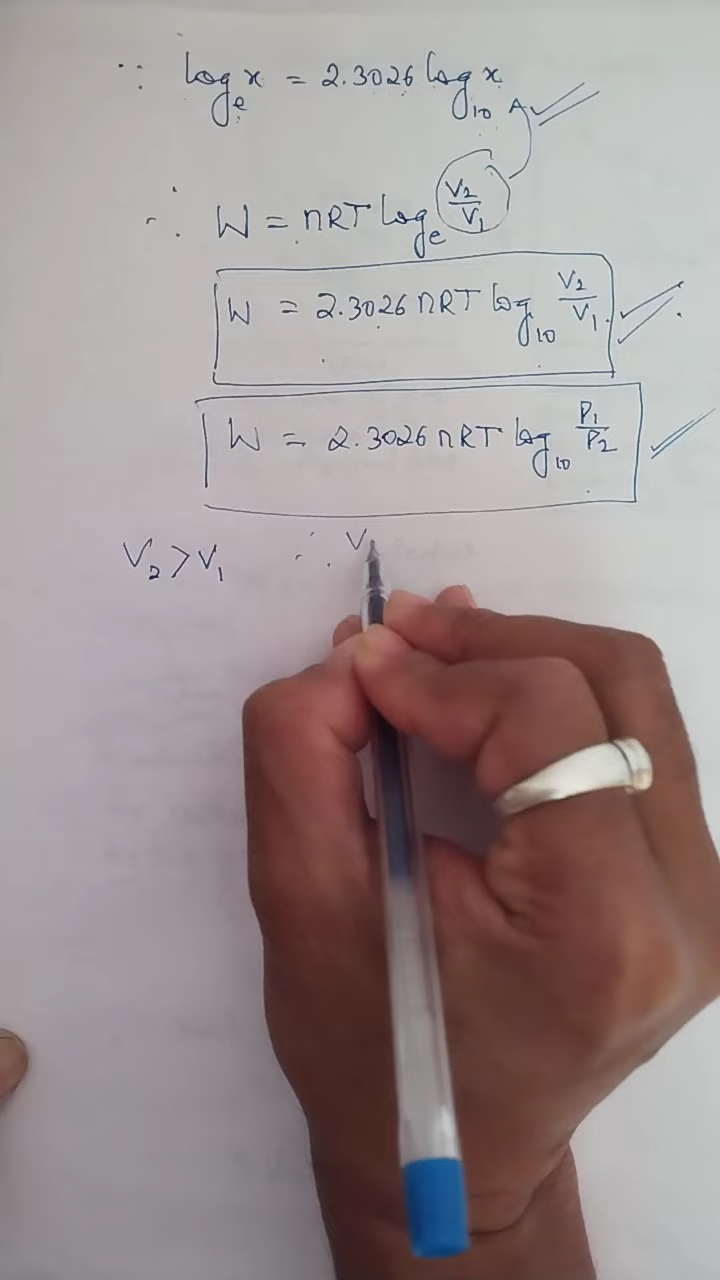 ∵ logₑx = 2.3026 log₁₀ x
∴ W = nRT logₑ V₂/V₁
W = 2.3026 nRT log₁₀ V₂/V₁
W = 2.3026 nRT log₁₀ P₁/P₂
V₂ > V₁ ∴ V